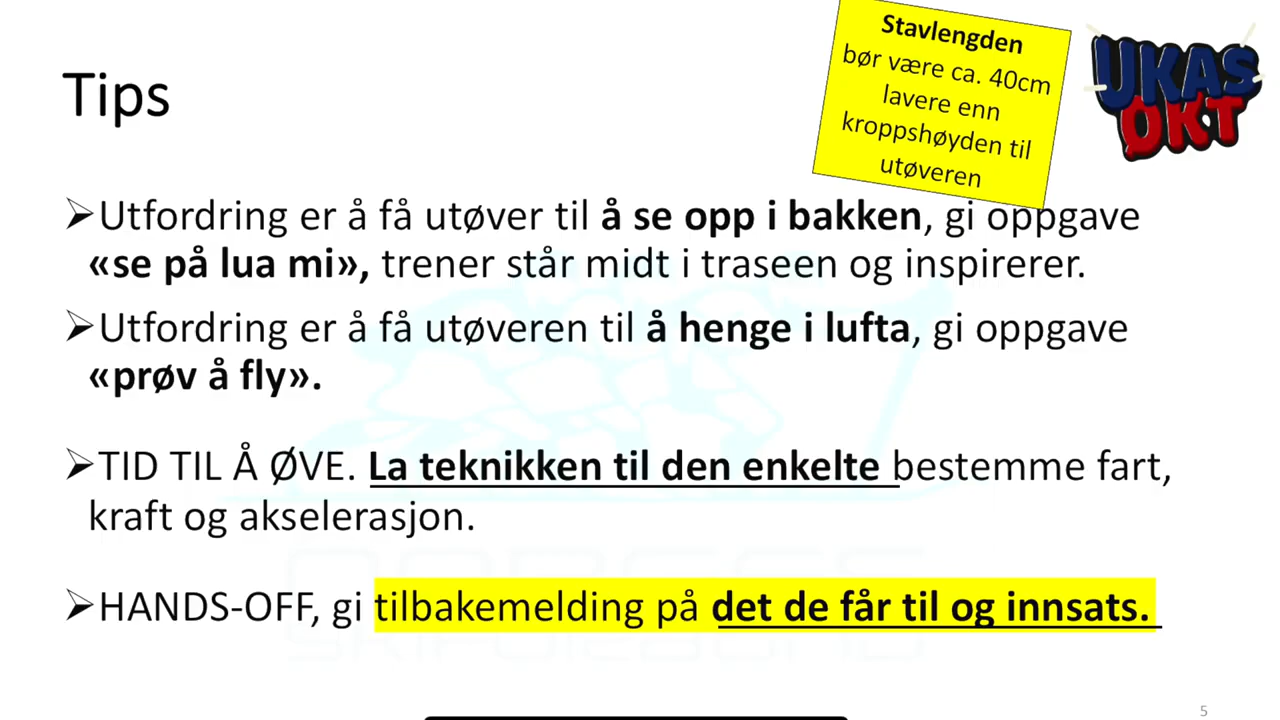 Stavlengden
bør være ca. 40cm
lavere enn
kroppshøyden til
utøveren
UKAS
ØKT
Tips
➢Utfordring er å få utøver til å se opp i bakken, gi oppgave
«se på lua mi», trener står midt i traseen og inspirerer.
➢Utfordring er å få utøveren til å henge i lufta, gi oppgave
«prøv å fly».
➢TID TIL Å ØVE. La teknikken til den enkelte bestemme fart,
kraft og akselerasjon.
➢HANDS-OFF, gi tilbakemelding på det de får til og innsats.
5